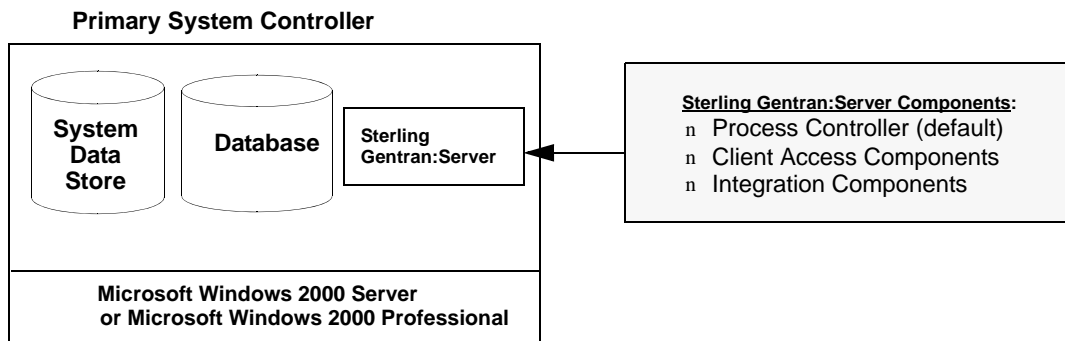 Primary System Controller
System
Data
Store
Database
Sterling
Gentran:Server
Sterling Gentran:Server Components:
n Process Controller (default)
n Client Access Components
n Integration Components
Microsoft Windows 2000 Server
or Microsoft Windows 2000 Professional